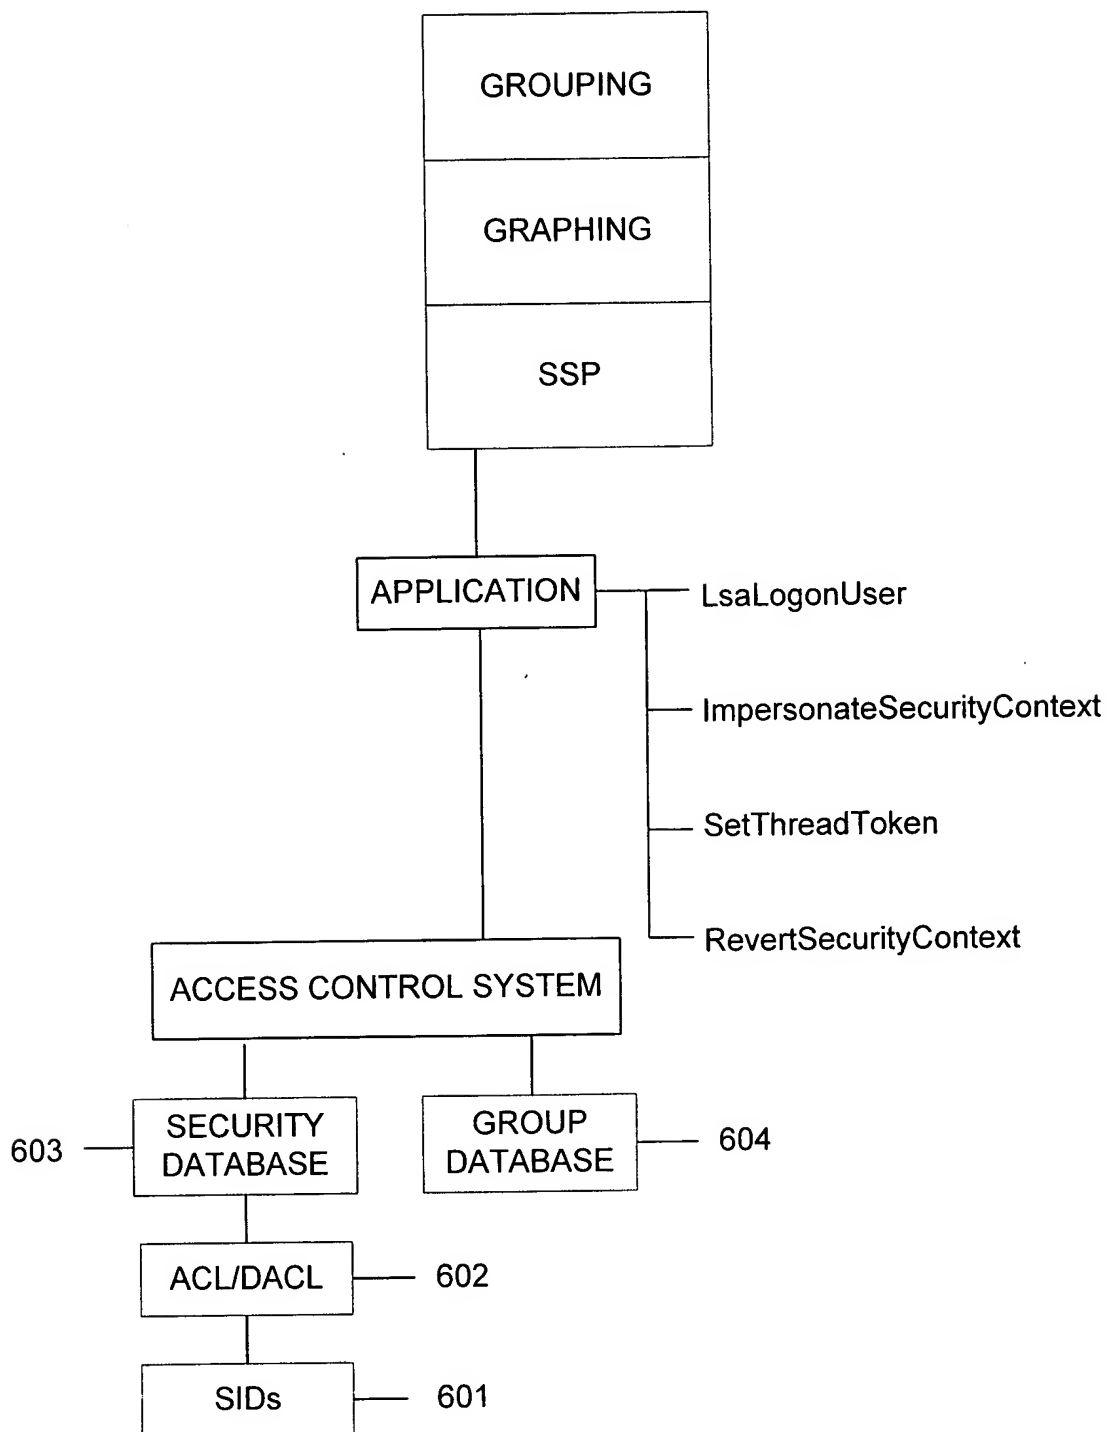 GROUPING
GRAPHING
SSP
APPLICATION
LsaLogonUser
ImpersonateSecurityContext
SetThreadToken
RevertSecurityContext
ACCESS CONTROL SYSTEM
603
SECURITY
DATABASE
GROUP
DATABASE
604
ACL/DACL
602
SIDs
601